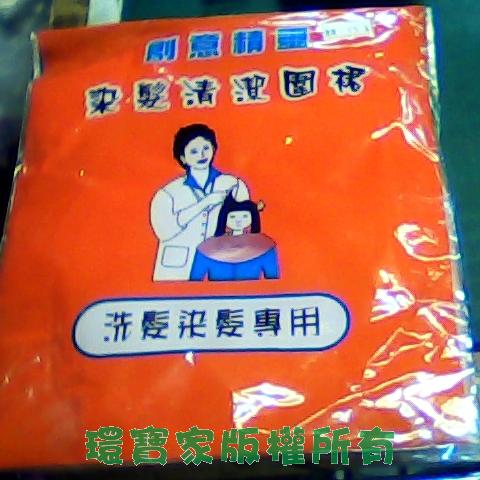 創意精靈
染髮清潔圍裙
洗髮染髮專用
環寶家版權所有